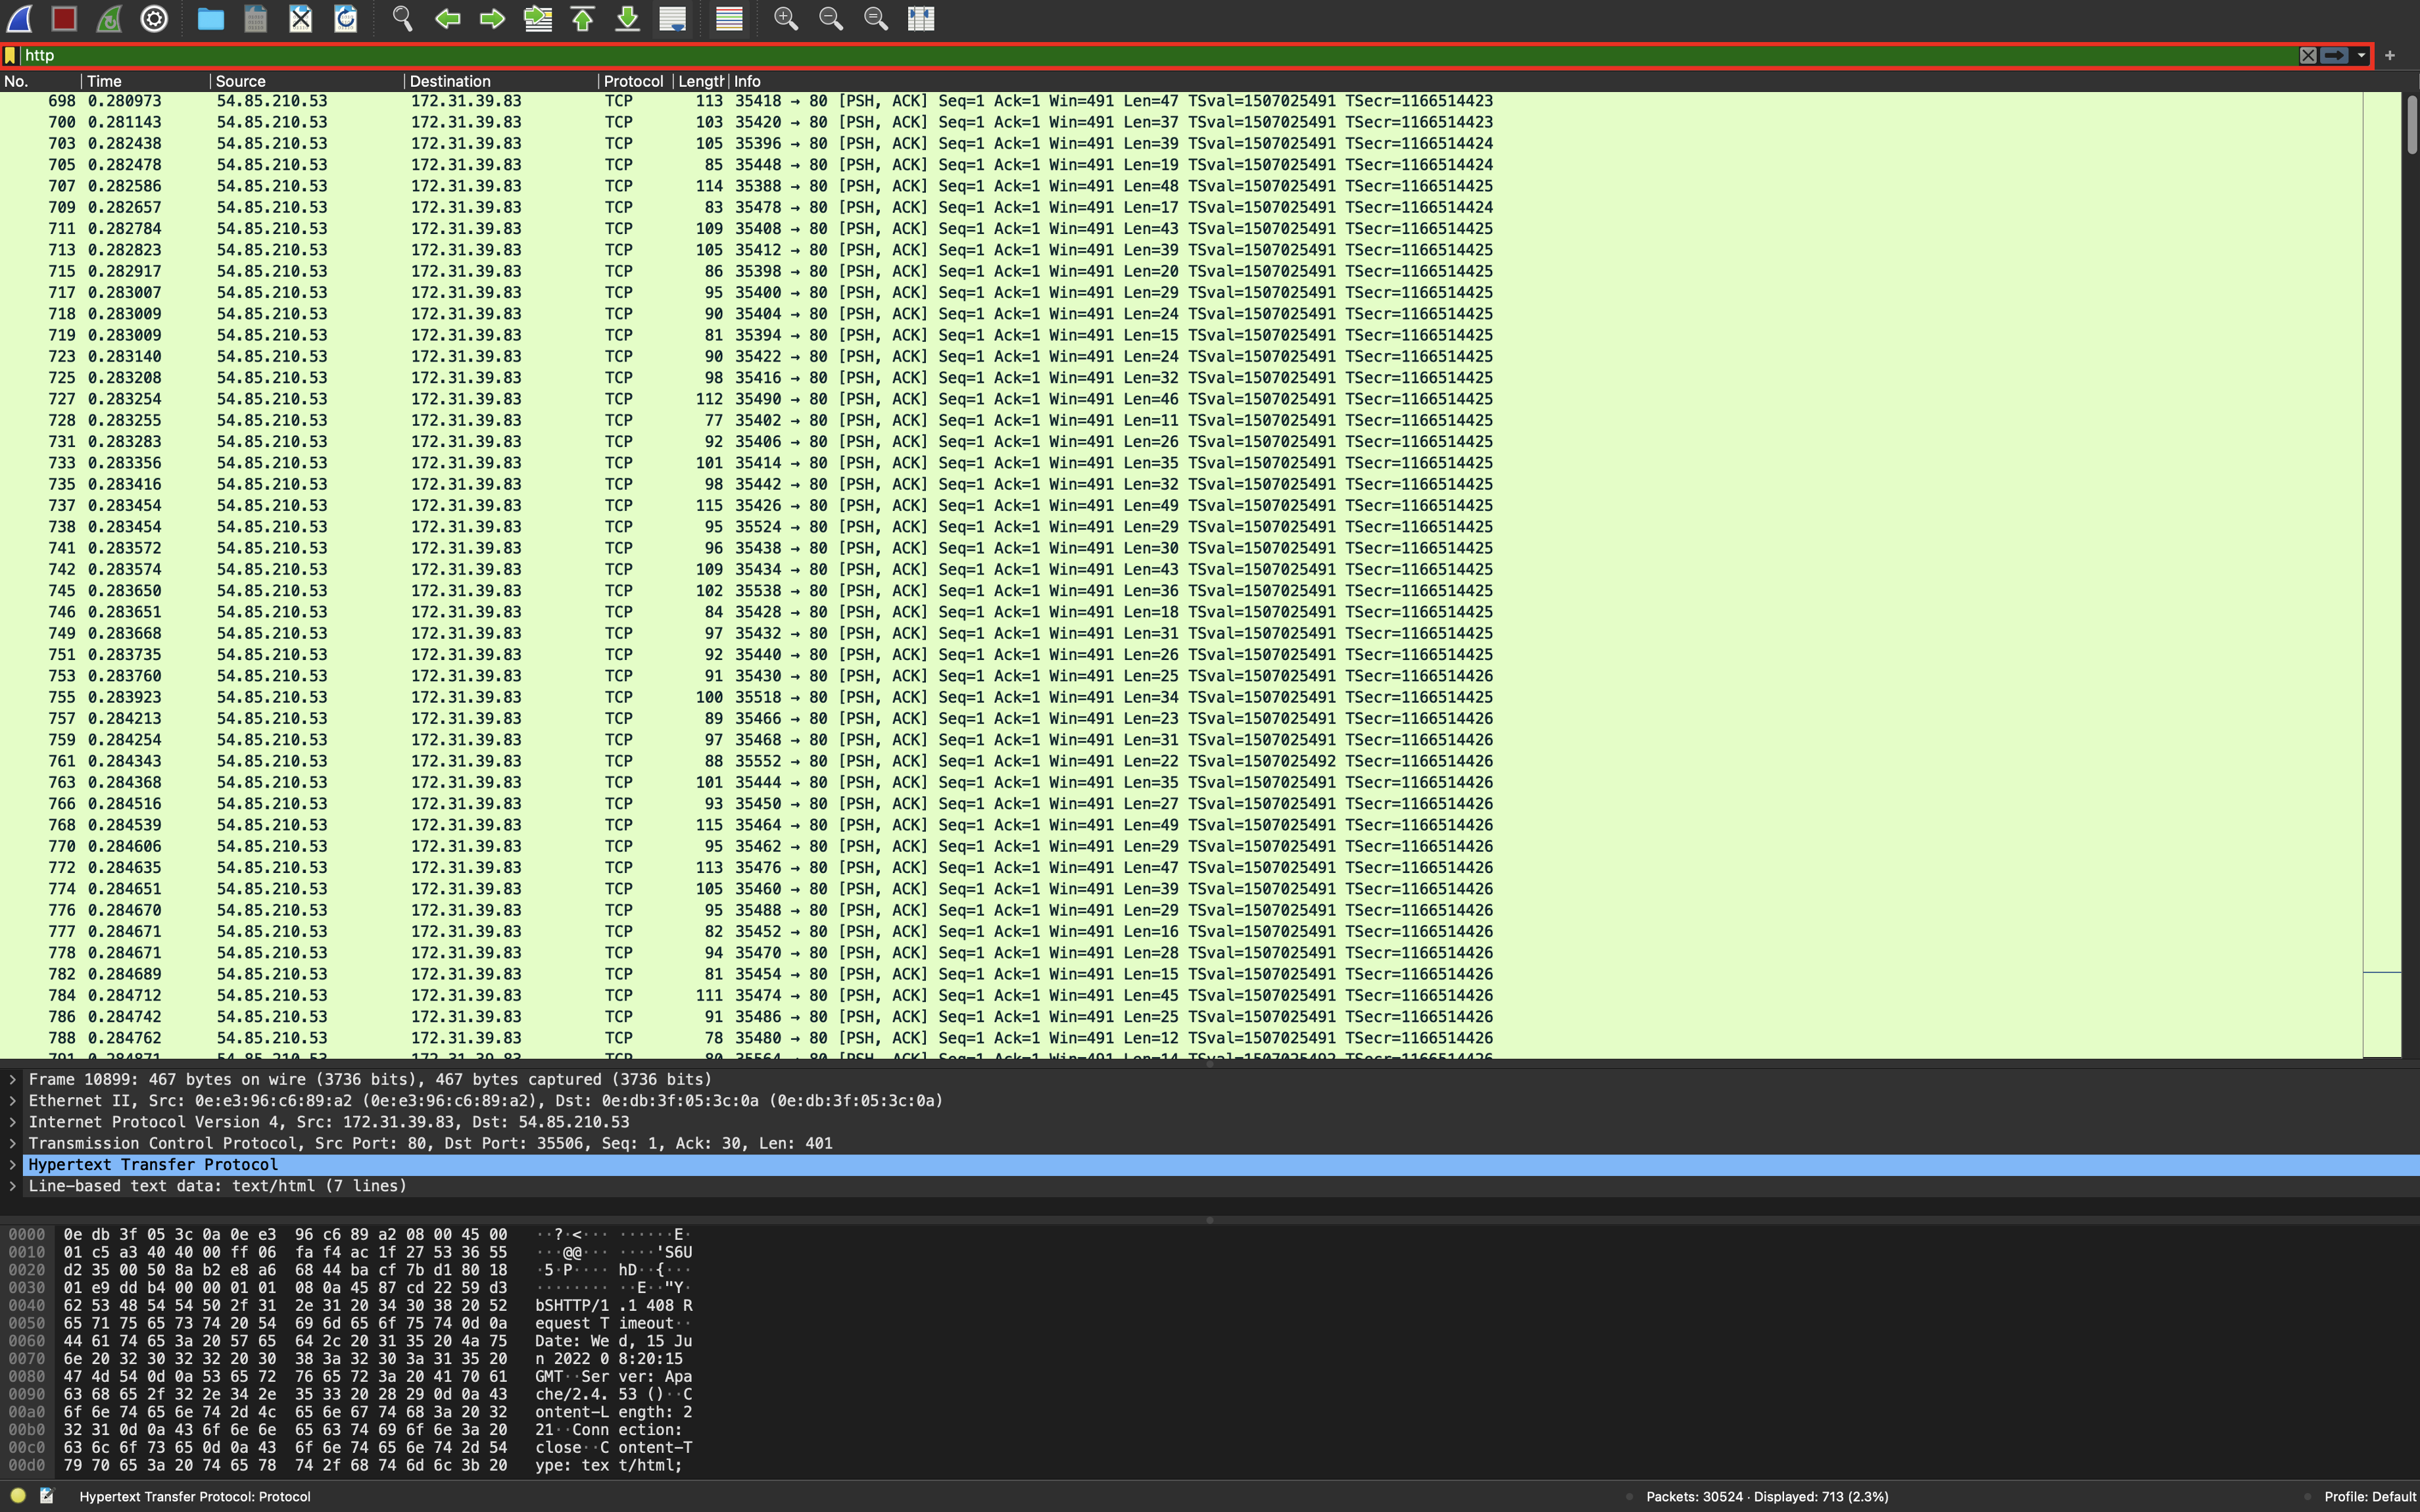 http
No. Time Source Destination Protocol Length Info
698 0.280973 54.85.210.53 172.31.39.83 TCP 113 35418 → 80 [PSH, ACK] Seq=1 Ack=1 Win=491 Len=47 TSval=1507025491 TSecr=1166514423
700 0.281143 54.85.210.53 172.31.39.83 TCP 103 35420 → 80 [PSH, ACK] Seq=1 Ack=1 Win=491 Len=37 TSval=1507025491 TSecr=1166514423
703 0.282438 54.85.210.53 172.31.39.83 TCP 105 35396 → 80 [PSH, ACK] Seq=1 Ack=1 Win=491 Len=39 TSval=1507025491 TSecr=1166514424
705 0.282478 54.85.210.53 172.31.39.83 TCP 85 35448 → 80 [PSH, ACK] Seq=1 Ack=1 Win=491 Len=19 TSval=1507025491 TSecr=1166514424
707 0.282586 54.85.210.53 172.31.39.83 TCP 114 35388 → 80 [PSH, ACK] Seq=1 Ack=1 Win=491 Len=48 TSval=1507025491 TSecr=1166514425
709 0.282657 54.85.210.53 172.31.39.83 TCP 83 35478 → 80 [PSH, ACK] Seq=1 Ack=1 Win=491 Len=17 TSval=1507025491 TSecr=1166514424
711 0.282784 54.85.210.53 172.31.39.83 TCP 109 35408 → 80 [PSH, ACK] Seq=1 Ack=1 Win=491 Len=43 TSval=1507025491 TSecr=1166514425
713 0.282823 54.85.210.53 172.31.39.83 TCP 105 35412 → 80 [PSH, ACK] Seq=1 Ack=1 Win=491 Len=39 TSval=1507025491 TSecr=1166514425
715 0.282917 54.85.210.53 172.31.39.83 TCP 86 35398 → 80 [PSH, ACK] Seq=1 Ack=1 Win=491 Len=20 TSval=1507025491 TSecr=1166514425
717 0.283007 54.85.210.53 172.31.39.83 TCP 95 35400 → 80 [PSH, ACK] Seq=1 Ack=1 Win=491 Len=29 TSval=1507025491 TSecr=1166514425
718 0.283009 54.85.210.53 172.31.39.83 TCP 90 35404 → 80 [PSH, ACK] Seq=1 Ack=1 Win=491 Len=24 TSval=1507025491 TSecr=1166514425
719 0.283009 54.85.210.53 172.31.39.83 TCP 81 35394 → 80 [PSH, ACK] Seq=1 Ack=1 Win=491 Len=15 TSval=1507025491 TSecr=1166514425
723 0.283140 54.85.210.53 172.31.39.83 TCP 90 35422 → 80 [PSH, ACK] Seq=1 Ack=1 Win=491 Len=24 TSval=1507025491 TSecr=1166514425
725 0.283208 54.85.210.53 172.31.39.83 TCP 98 35416 → 80 [PSH, ACK] Seq=1 Ack=1 Win=491 Len=32 TSval=1507025491 TSecr=1166514425
727 0.283254 54.85.210.53 172.31.39.83 TCP 112 35490 → 80 [PSH, ACK] Seq=1 Ack=1 Win=491 Len=46 TSval=1507025491 TSecr=1166514425
728 0.283255 54.85.210.53 172.31.39.83 TCP 77 35402 → 80 [PSH, ACK] Seq=1 Ack=1 Win=491 Len=11 TSval=1507025491 TSecr=1166514425
731 0.283283 54.85.210.53 172.31.39.83 TCP 92 35406 → 80 [PSH, ACK] Seq=1 Ack=1 Win=491 Len=26 TSval=1507025491 TSecr=1166514425
733 0.283356 54.85.210.53 172.31.39.83 TCP 101 35414 → 80 [PSH, ACK] Seq=1 Ack=1 Win=491 Len=35 TSval=1507025491 TSecr=1166514425
735 0.283416 54.85.210.53 172.31.39.83 TCP 98 35442 → 80 [PSH, ACK] Seq=1 Ack=1 Win=491 Len=32 TSval=1507025491 TSecr=1166514425
737 0.283454 54.85.210.53 172.31.39.83 TCP 115 35426 → 80 [PSH, ACK] Seq=1 Ack=1 Win=491 Len=49 TSval=1507025491 TSecr=1166514425
738 0.283454 54.85.210.53 172.31.39.83 TCP 95 35524 → 80 [PSH, ACK] Seq=1 Ack=1 Win=491 Len=29 TSval=1507025491 TSecr=1166514425
741 0.283572 54.85.210.53 172.31.39.83 TCP 96 35438 → 80 [PSH, ACK] Seq=1 Ack=1 Win=491 Len=30 TSval=1507025491 TSecr=1166514425
742 0.283574 54.85.210.53 172.31.39.83 TCP 109 35434 → 80 [PSH, ACK] Seq=1 Ack=1 Win=491 Len=43 TSval=1507025491 TSecr=1166514425
745 0.283650 54.85.210.53 172.31.39.83 TCP 102 35538 → 80 [PSH, ACK] Seq=1 Ack=1 Win=491 Len=36 TSval=1507025491 TSecr=1166514425
746 0.283651 54.85.210.53 172.31.39.83 TCP 84 35428 → 80 [PSH, ACK] Seq=1 Ack=1 Win=491 Len=18 TSval=1507025491 TSecr=1166514425
749 0.283668 54.85.210.53 172.31.39.83 TCP 97 35432 → 80 [PSH, ACK] Seq=1 Ack=1 Win=491 Len=31 TSval=1507025491 TSecr=1166514425
751 0.283735 54.85.210.53 172.31.39.83 TCP 92 35440 → 80 [PSH, ACK] Seq=1 Ack=1 Win=491 Len=26 TSval=1507025491 TSecr=1166514425
753 0.283760 54.85.210.53 172.31.39.83 TCP 91 35430 → 80 [PSH, ACK] Seq=1 Ack=1 Win=491 Len=25 TSval=1507025491 TSecr=1166514426
755 0.283923 54.85.210.53 172.31.39.83 TCP 100 35518 → 80 [PSH, ACK] Seq=1 Ack=1 Win=491 Len=34 TSval=1507025491 TSecr=1166514425
757 0.284213 54.85.210.53 172.31.39.83 TCP 89 35466 → 80 [PSH, ACK] Seq=1 Ack=1 Win=491 Len=23 TSval=1507025491 TSecr=1166514426
759 0.284254 54.85.210.53 172.31.39.83 TCP 97 35468 → 80 [PSH, ACK] Seq=1 Ack=1 Win=491 Len=31 TSval=1507025491 TSecr=1166514426
761 0.284343 54.85.210.53 172.31.39.83 TCP 88 35552 → 80 [PSH, ACK] Seq=1 Ack=1 Win=491 Len=22 TSval=1507025492 TSecr=1166514426
763 0.284368 54.85.210.53 172.31.39.83 TCP 101 35444 → 80 [PSH, ACK] Seq=1 Ack=1 Win=491 Len=35 TSval=1507025491 TSecr=1166514426
766 0.284516 54.85.210.53 172.31.39.83 TCP 93 35450 → 80 [PSH, ACK] Seq=1 Ack=1 Win=491 Len=27 TSval=1507025491 TSecr=1166514426
768 0.284539 54.85.210.53 172.31.39.83 TCP 115 35464 → 80 [PSH, ACK] Seq=1 Ack=1 Win=491 Len=49 TSval=1507025491 TSecr=1166514426
770 0.284606 54.85.210.53 172.31.39.83 TCP 95 35462 → 80 [PSH, ACK] Seq=1 Ack=1 Win=491 Len=29 TSval=1507025491 TSecr=1166514426
772 0.284635 54.85.210.53 172.31.39.83 TCP 113 35476 → 80 [PSH, ACK] Seq=1 Ack=1 Win=491 Len=47 TSval=1507025491 TSecr=1166514426
774 0.284651 54.85.210.53 172.31.39.83 TCP 105 35460 → 80 [PSH, ACK] Seq=1 Ack=1 Win=491 Len=39 TSval=1507025491 TSecr=1166514426
776 0.284670 54.85.210.53 172.31.39.83 TCP 95 35488 → 80 [PSH, ACK] Seq=1 Ack=1 Win=491 Len=29 TSval=1507025491 TSecr=1166514426
777 0.284671 54.85.210.53 172.31.39.83 TCP 82 35452 → 80 [PSH, ACK] Seq=1 Ack=1 Win=491 Len=16 TSval=1507025491 TSecr=1166514426
778 0.284671 54.85.210.53 172.31.39.83 TCP 94 35470 → 80 [PSH, ACK] Seq=1 Ack=1 Win=491 Len=28 TSval=1507025491 TSecr=1166514426
782 0.284689 54.85.210.53 172.31.39.83 TCP 81 35454 → 80 [PSH, ACK] Seq=1 Ack=1 Win=491 Len=15 TSval=1507025491 TSecr=1166514426
784 0.284712 54.85.210.53 172.31.39.83 TCP 111 35474 → 80 [PSH, ACK] Seq=1 Ack=1 Win=491 Len=45 TSval=1507025491 TSecr=1166514426
786 0.284742 54.85.210.53 172.31.39.83 TCP 91 35486 → 80 [PSH, ACK] Seq=1 Ack=1 Win=491 Len=25 TSval=1507025491 TSecr=1166514426
788 0.284762 54.85.210.53 172.31.39.83 TCP 78 35480 → 80 [PSH, ACK] Seq=1 Ack=1 Win=491 Len=12 TSval=1507025491 TSecr=1166514426
791 0.284871 54.85.210.53 172.31.39.83 TCP 80 35564 → 80 [PSH, ACK] Seq=1 Ack=1 Win=491 Len=14 TSval=1507025492 TSecr=1166514426
Frame 10899: 467 bytes on wire (3736 bits), 467 bytes captured (3736 bits)
Ethernet II, Src: 0e:e3:96:c6:89:a2 (0e:e3:96:c6:89:a2), Dst: 0e:db:3f:05:3c:0a (0e:db:3f:05:3c:0a)
Internet Protocol Version 4, Src: 172.31.39.83, Dst: 54.85.210.53
Transmission Control Protocol, Src Port: 80, Dst Port: 35506, Seq: 1, Ack: 30, Len: 401
Hypertext Transfer Protocol
Line-based text data: text/html (7 lines)
0000 0e db 3f 05 3c 0a 0e e3 96 c6 89 a2 08 00 45 00 ··?·<··· ······E·
0010 01 c5 a3 40 40 00 ff 06 fa f4 ac 1f 27 53 36 55 ···@@··· ····'S6U
0020 d2 35 00 50 8a b2 e8 a6 68 44 ba cf 7b d1 80 18 ·5·P···· hD··{···
0030 01 e9 dd b4 00 00 01 01 08 0a 45 87 cd 22 59 d3 ········ ··E··"Y·
0040 62 53 48 54 54 50 2f 31 2e 31 20 34 30 38 20 52 bSHTTP/1 .1 408 R
0050 65 71 75 65 73 74 20 54 69 6d 65 6f 75 74 0d 0a equest T imeout··
0060 44 61 74 65 3a 20 57 65 64 2c 20 31 35 20 4a 75 Date: We d, 15 Ju
0070 6e 20 32 30 32 32 20 30 38 3a 32 30 3a 31 35 20 n 2022 0 8:20:15
0080 47 4d 54 0d 0a 53 65 72 76 65 72 3a 20 41 70 61 GMT··Ser ver: Apa
0090 63 68 65 2f 32 2e 34 2e 35 33 20 28 29 0d 0a 43 che/2.4. 53 ()··C
00a0 6f 6e 74 65 6e 74 2d 4c 65 6e 67 74 68 3a 20 32 ontent-L ength: 2
00b0 32 31 0d 0a 43 6f 6e 6e 65 63 74 69 6f 6e 3a 20 21··Conn ection:
00c0 63 6c 6f 73 65 0d 0a 43 6f 6e 74 65 6e 74 2d 54 close··C ontent-T
00d0 79 70 65 3a 20 74 65 78 74 2f 68 74 6d 6c 3b 20 ype: tex t/html;
Hypertext Transfer Protocol: Protocol Packets: 30524 · Displayed: 713 (2.3%) Profile: Default